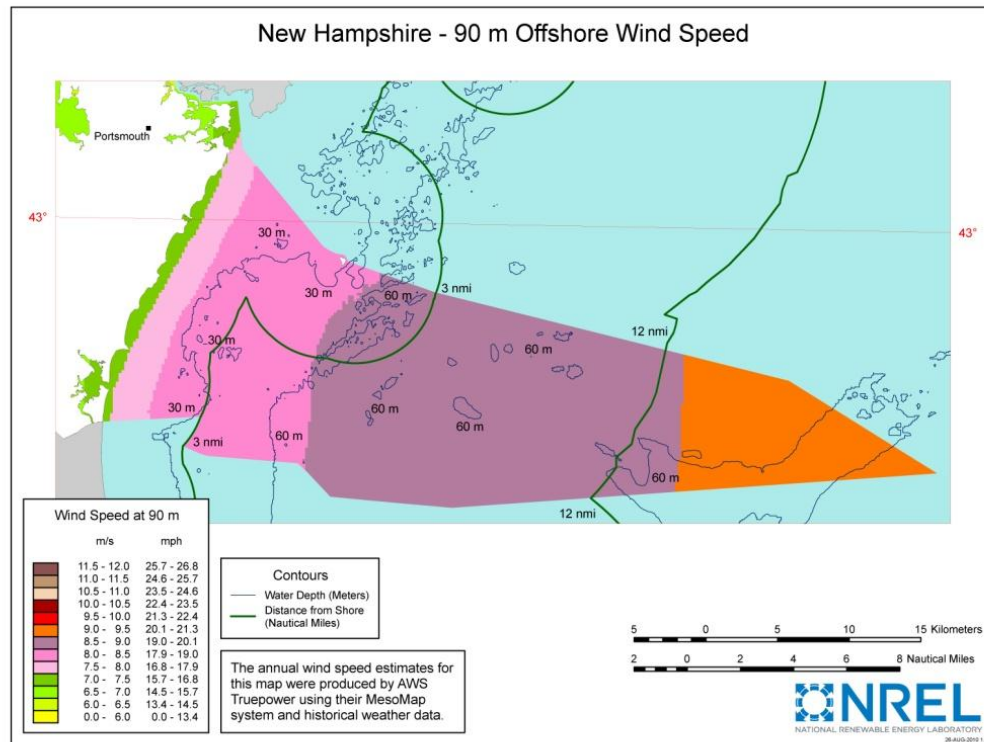 New Hampshire - 90 m Offshore Wind Speed
Portsmouth
43°
43°
30 m
30 m
60 m
3 nmi
30 m
12 nmi
60 m
30 m
60 m
60 m
60 m
3 nmi
60 m
12 nmi
Wind Speed at 90 m
m/s mph
11.5 - 12.0 25.7 - 26.8
11.0 - 11.5 24.6 - 25.7
10.5 - 11.0 23.5 - 24.6
10.0 - 10.5 22.4 - 23.5
9.5 - 10.0 21.3 - 22.4
9.0 - 9.5 20.1 - 21.3
8.5 - 9.0 19.0 - 20.1
8.0 - 8.5 17.9 - 19.0
7.5 - 8.0 16.8 - 17.9
7.0 - 7.5 15.7 - 16.8
6.5 - 7.0 14.5 - 15.7
6.0 - 6.5 13.4 - 14.5
0.0 - 6.0 0.0 - 13.4
Contours
Water Depth (Meters)
Distance from Shore
(Nautical Miles)
The annual wind speed estimates for
this map were produced by AWS
Truepower using their MesoMap
system and historical weather data.
5 0 5 10 15 Kilometers
2 0 2 4 6 8 Nautical Miles
NREL
NATIONAL RENEWABLE ENERGY LABORATORY